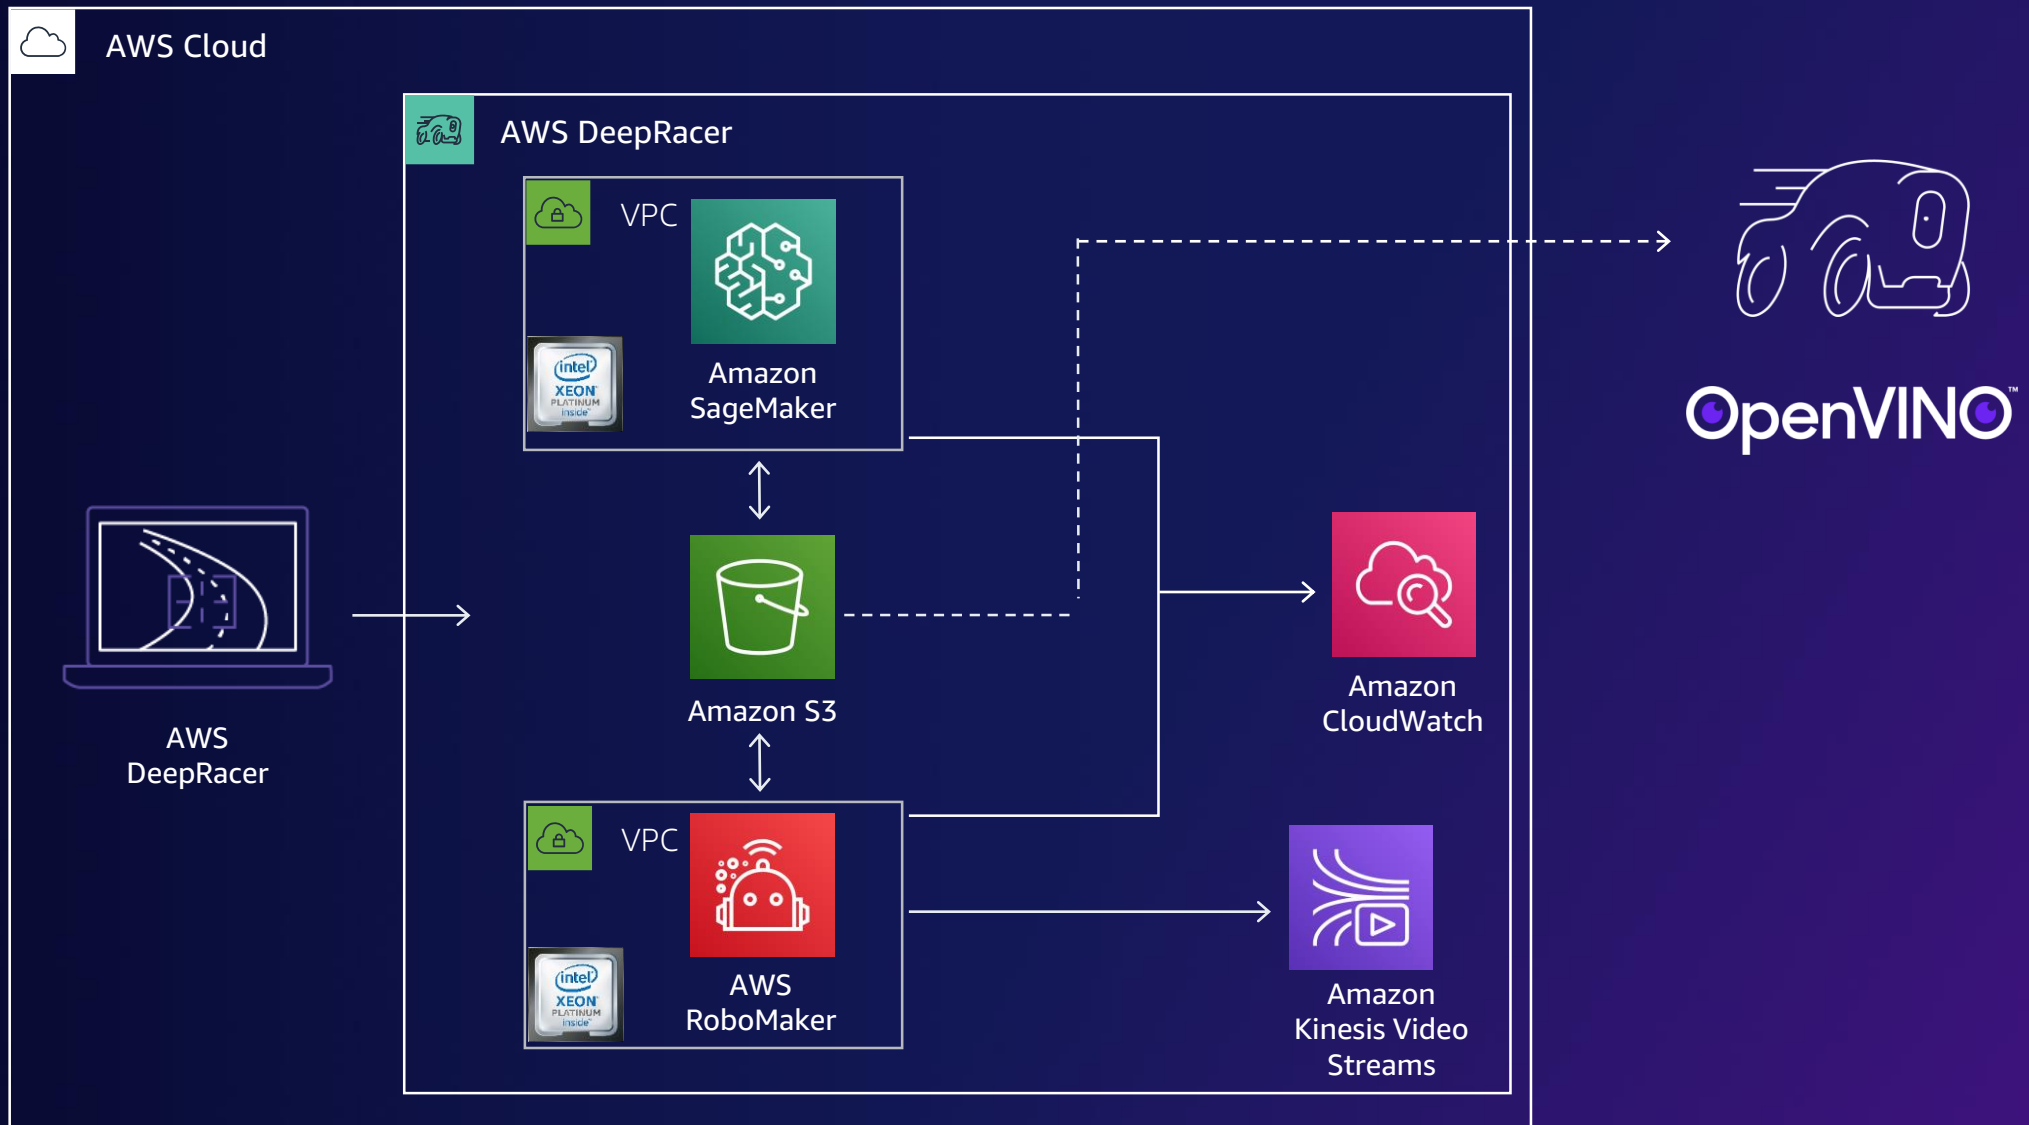 AWS Cloud
AWS DeepRacer
VPC
intel
XEON
PLATINUM
inside
Amazon
SageMaker
OpenVINO™
AWS
DeepRacer
Amazon S3
Amazon
CloudWatch
VPC
intel
XEON
PLATINUM
inside
AWS
RoboMaker
Amazon
Kinesis Video
Streams